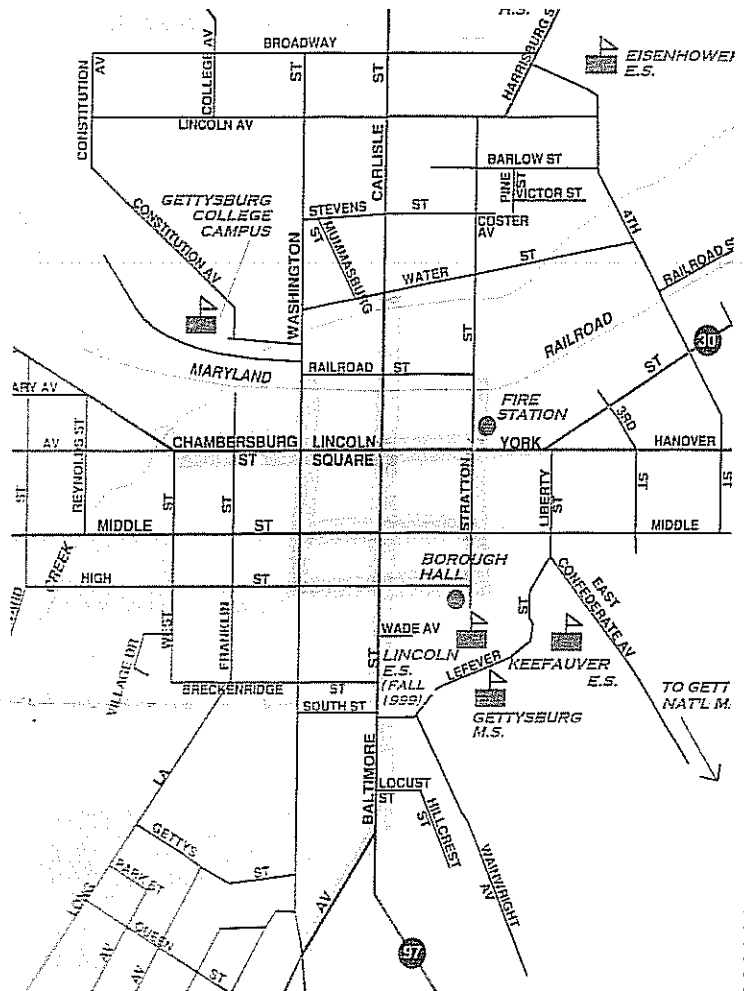 H.S.
BROADWAY
HARRISBURG S
EISENHOWER
E.S.
CONSTITUTION
AV
COLLEGE AV
ST
ST
LINCOLN AV
CARLISLE
BARLOW ST
PINE
ST
VICTOR ST
GETTYSBURG
COLLEGE
CAMPUS
STEVENS
ST
COSTER
AV
4TH
CONSTITUTION AV
WASHINGTON
ST
MUMMASBURG
WATER
ST
RAILROAD S
ST
RAILROAD
30
MARYLAND
RAILROAD ST
ST
FIRE
STATION
ARY AV
3RD
AV
REYNOLDS ST
CHAMBERSBURG
ST
LINCOLN
SQUARE
YORK
HANOVER
ST
ST
ST
STRATTON
LIBERTY
ST
ST
ST
MIDDLE
ST
MIDDLE
CREEK
HIGH
ST
BOROUGH
HALL
EAST
CONFEDERATE AV
WEST
FRANKLIN
WADE AV
ST
ST
VILLAGE DR
LINCOLN
E.S.
(FALL
1999)
LEFEVER
KEEFAUVER
E.S.
BRECKENRIDGE
ST
SOUTH ST
GETTYSBURG
M.S.
TO GETT
NAT'L M
BALTIMORE
LOCUST
ST
HILLCREST
ST
LA
GETTYS
ST
PARK ST
LONG
AV
WAINWRIGHT
AV
QUEEN
ST
AV
AV
97